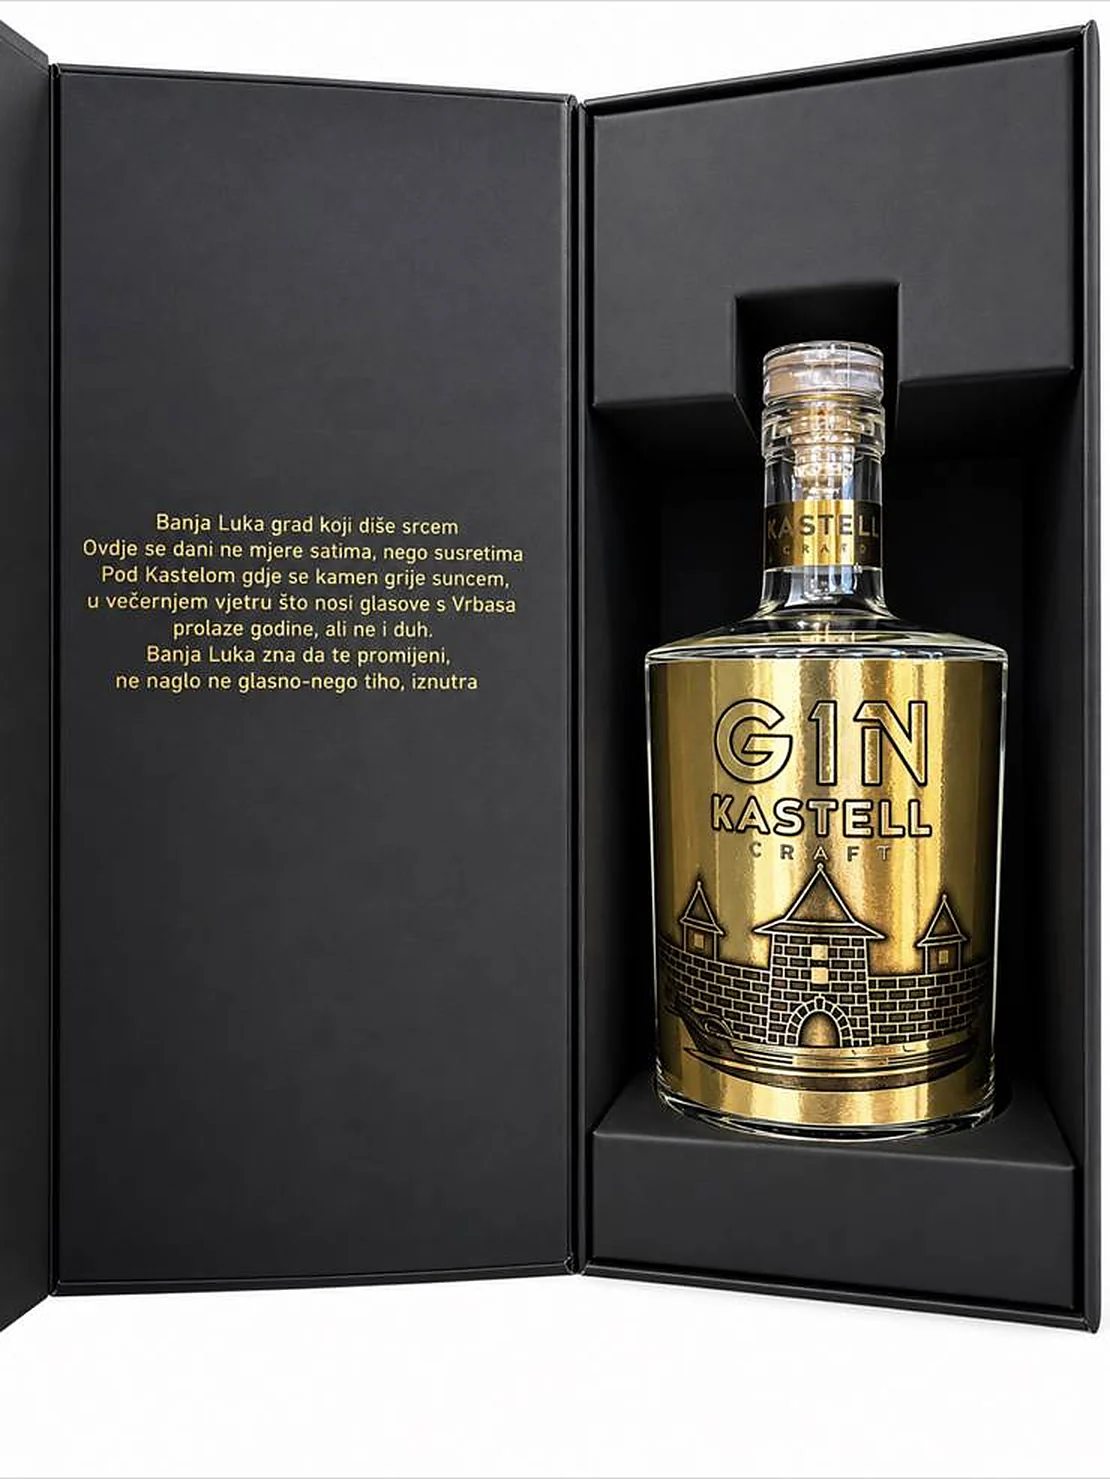 Banja Luka grad koji diše srcem
Ovdje se dani ne mjere satima, nego susretima
Pod Kastelom gdje se kamen grije suncem,
u večernjem vjetru što nosi glasove s Vrbasa
prolaze godine, ali ne i duh.
Banja Luka zna da te promijeni,
ne naglo ne glasno-nego tiho, iznutra
KASTELL
G1N
KASTELL
CRAFT